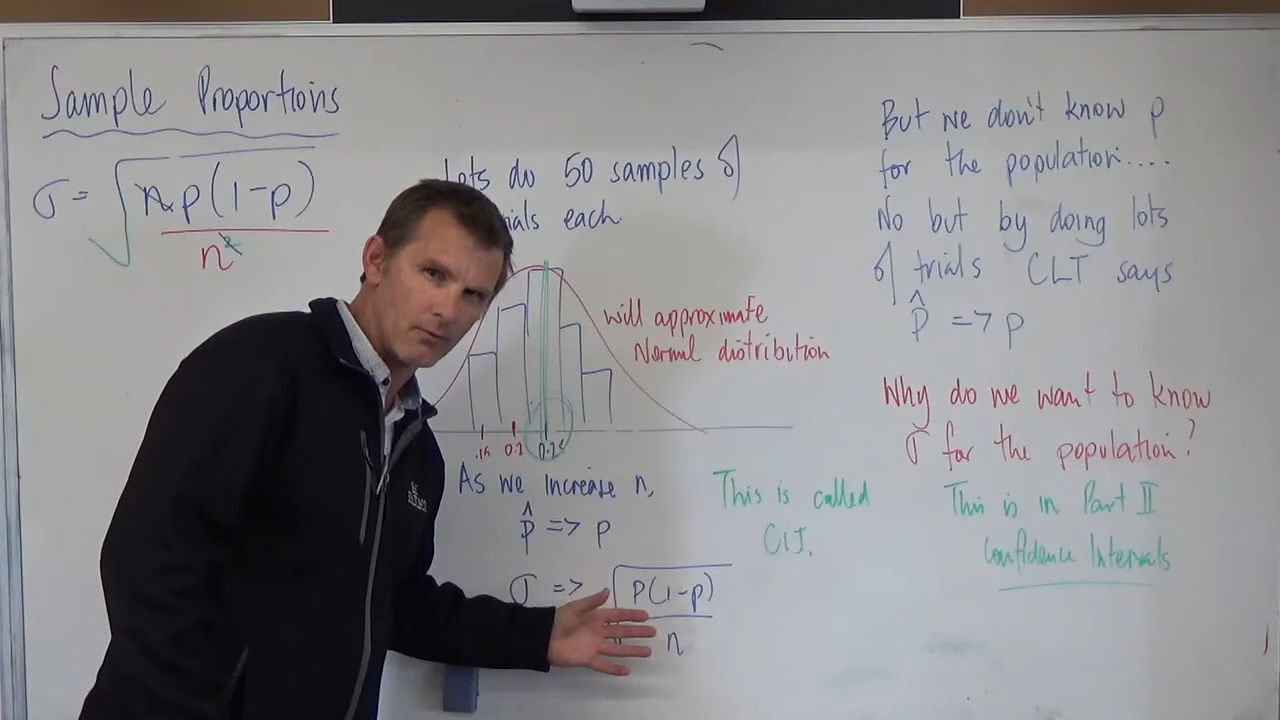 Sample Proportions
σ = √(n p(1-p) / n²)
Lets do 50 samples of
each
will approximate
Normal distribution
.15 0.2 0.25
As we increase n,
p̂ => p
σ => √(p(1-p) / n)
This is called
CLT.
But we don't know p
for the population....
No but by doing lots
of trials CLT says
p̂ => p
Why do we want to know
σ for the population?
This is in Part II
Confidence Intervals